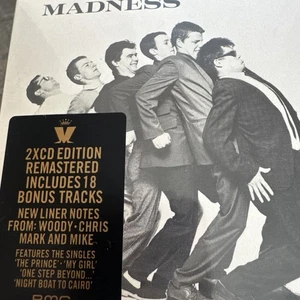 MADNESS
2XCD EDITION
REMASTERED
INCLUDES 18
BONUS TRACKS
NEW LINER NOTES
FROM: WOODY · CHRIS
MARK AND MIKE
FEATURES THE SINGLES
'THE PRINCE' · 'MY GIRL'
'ONE STEP BEYOND...'
'NIGHT BOAT TO CAIRO'
BMG